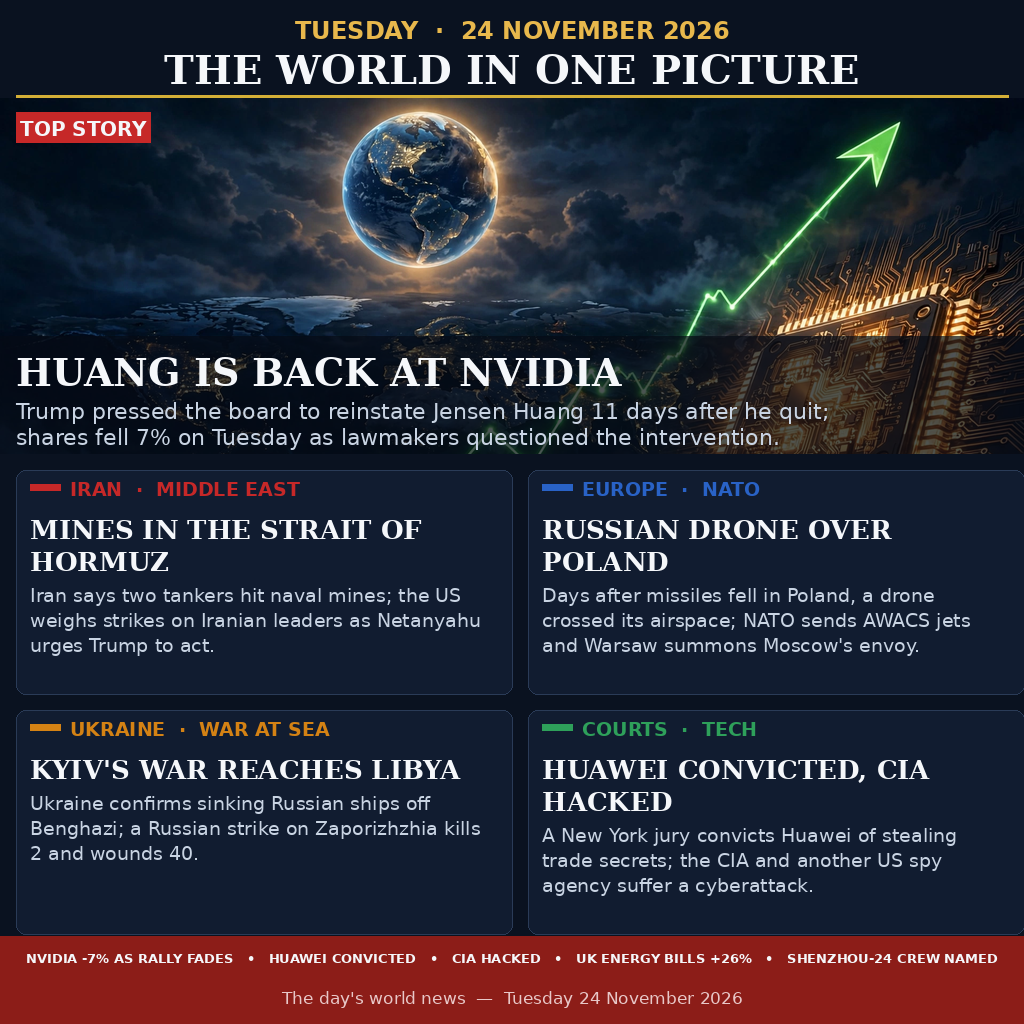 TUESDAY · 24 NOVEMBER 2026
THE WORLD IN ONE PICTURE
TOP STORY
HUANG IS BACK AT NVIDIA
Trump pressed the board to reinstate Jensen Huang 11 days after he quit;
shares fell 7% on Tuesday as lawmakers questioned the intervention.
IRAN · MIDDLE EAST
MINES IN THE STRAIT OF
HORMUZ
Iran says two tankers hit naval mines; the US
weighs strikes on Iranian leaders as Netanyahu
urges Trump to act.
EUROPE · NATO
RUSSIAN DRONE OVER
POLAND
Days after missiles fell in Poland, a drone
crossed its airspace; NATO sends AWACS jets
and Warsaw summons Moscow's envoy.
UKRAINE · WAR AT SEA
KYIV'S WAR REACHES LIBYA
Ukraine confirms sinking Russian ships off
Benghazi; a Russian strike on Zaporizhzhia kills
2 and wounds 40.
COURTS · TECH
HUAWEI CONVICTED, CIA
HACKED
A New York jury convicts Huawei of stealing
trade secrets; the CIA and another US spy
agency suffer a cyberattack.
NVIDIA -7% AS RALLY FADES • HUAWEI CONVICTED • CIA HACKED • UK ENERGY BILLS +26% • SHENZHOU-24 CREW NAMED
The day's world news — Tuesday 24 November 2026